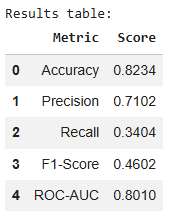 Results table:
Metric Score
0 Accuracy 0.8234
1 Precision 0.7102
2 Recall 0.3404
3 F1-Score 0.4602
4 ROC-AUC 0.8010